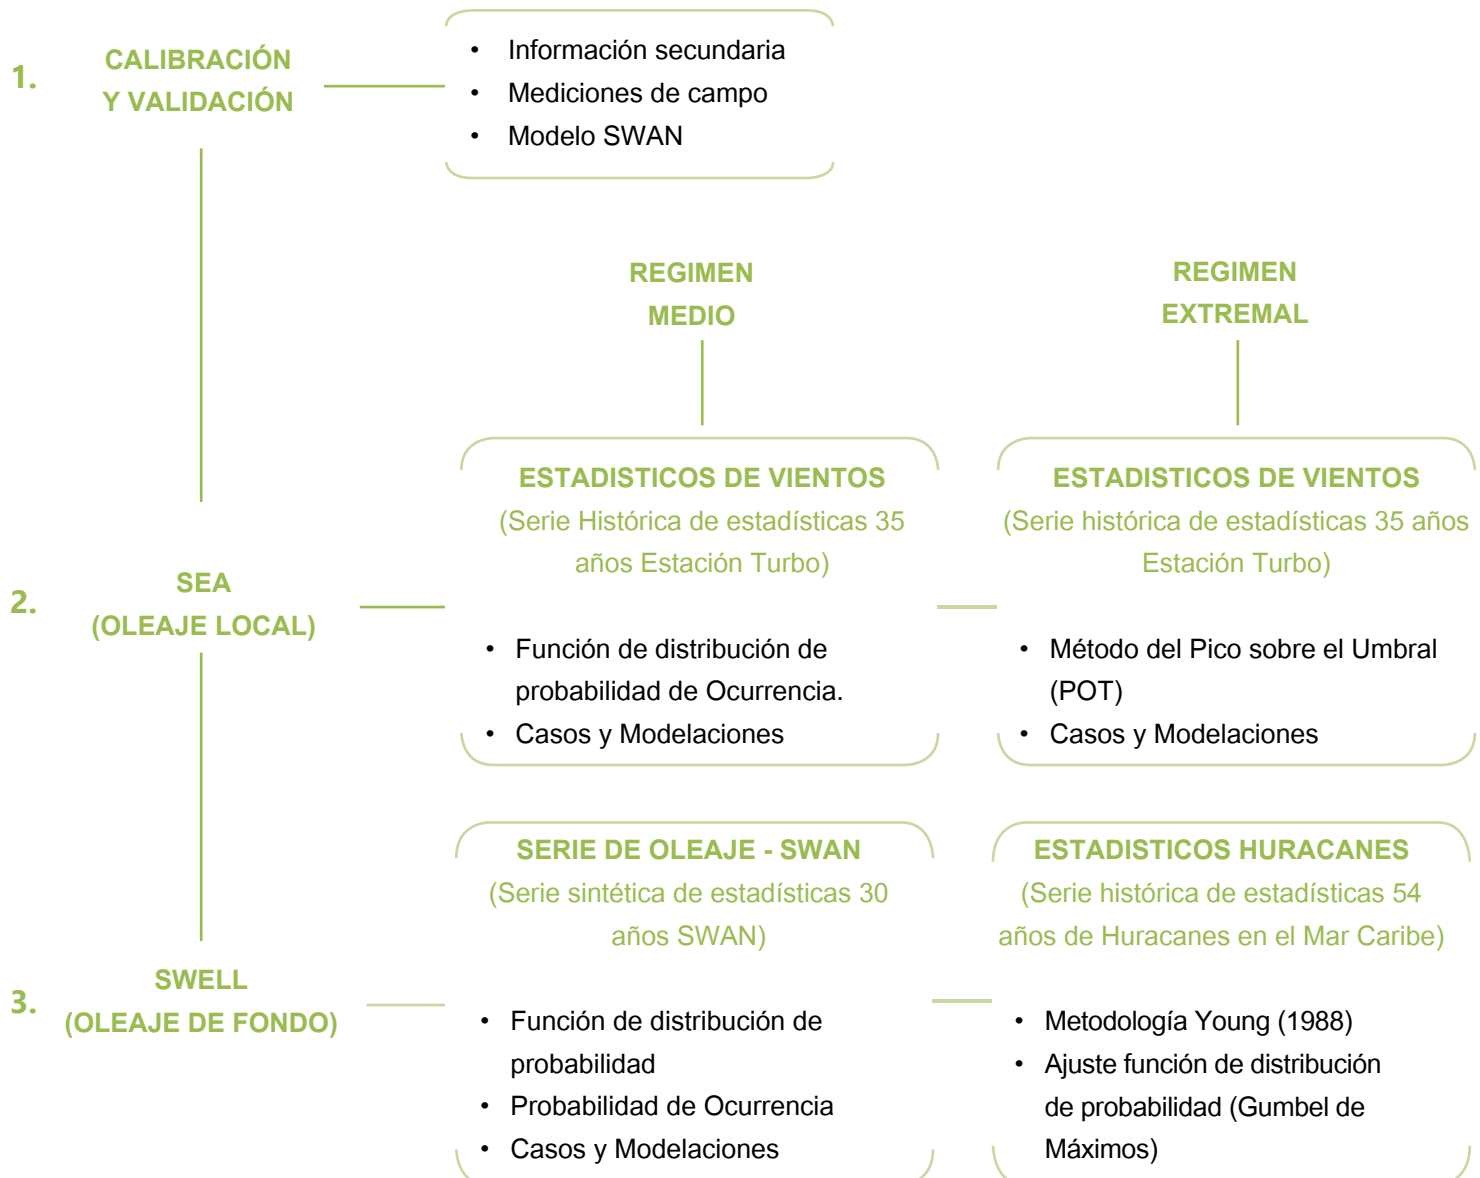 1.
CALIBRACIÓN
Y VALIDACIÓN
• Información secundaria
• Mediciones de campo
• Modelo SWAN
REGIMEN
MEDIO
REGIMEN
EXTREMAL
2.
SEA
(OLEAJE LOCAL)
ESTADISTICOS DE VIENTOS
(Serie Histórica de estadísticas 35
años Estación Turbo)
• Función de distribución de
probabilidad de Ocurrencia.
• Casos y Modelaciones
ESTADISTICOS DE VIENTOS
(Serie histórica de estadísticas 35 años
Estación Turbo)
• Método del Pico sobre el Umbral
(POT)
• Casos y Modelaciones
3.
SWELL
(OLEAJE DE FONDO)
SERIE DE OLEAJE - SWAN
(Serie sintética de estadísticas 30
años SWAN)
• Función de distribución de
probabilidad
• Probabilidad de Ocurrencia
• Casos y Modelaciones
ESTADISTICOS HURACANES
(Serie histórica de estadísticas 54
años de Huracanes en el Mar Caribe)
• Metodología Young (1988)
• Ajuste función de distribución
de probabilidad (Gumbel de
Máximos)